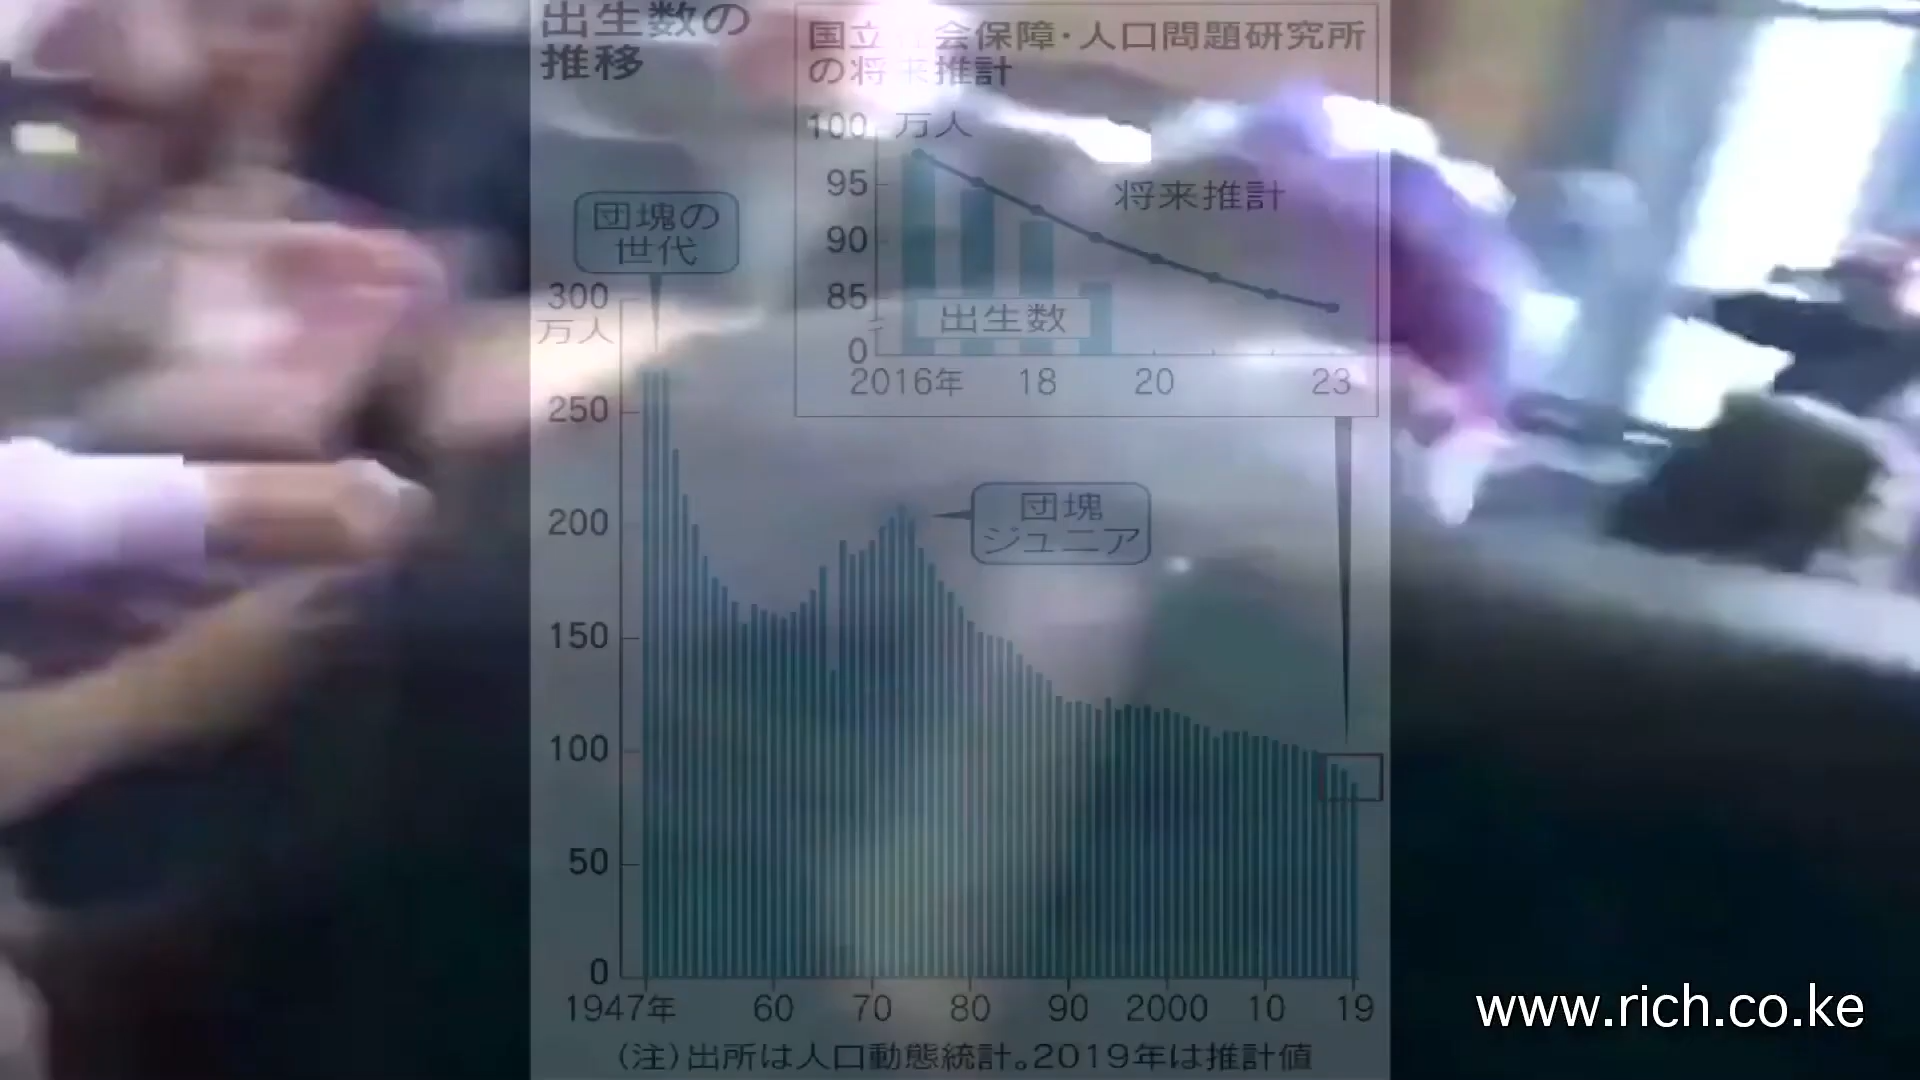 出生数の
推移
国立社会保障・人口問題研究所
の将来推計
100 万人
95
90
85
0
将来推計
出生数
2016年 18 20 23
団塊の
世代
300
万人
250
200
150
100
50
0
団塊
ジュニア
1947年 60 70 80 90 2000 10 19
(注)出所は人口動態統計。2019年は推計値
www.rich.co.ke